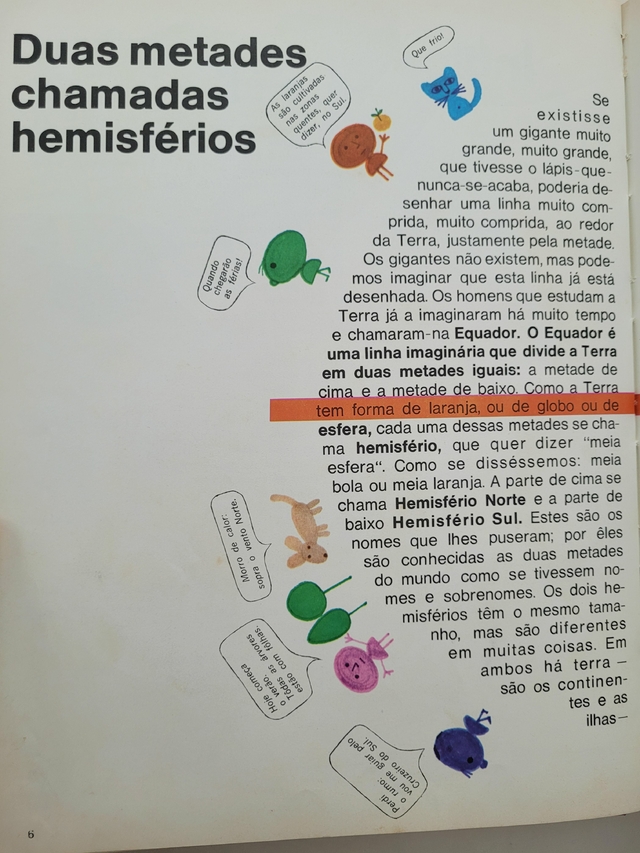 Duas metades
chamadas
hemisférios
Que frio!
As laranjas
são cultivadas
nas zonas
quentes, quer
dizer, no Sul.
Quando
chegarão
as férias!
Se
existisse
um gigante muito
grande, muito grande,
que tivesse o lápis-que-
nunca-se-acaba, poderia de-
senhar uma linha muito com-
prida, muito comprida, ao redor
da Terra, justamente pela metade.
Os gigantes não existem, mas pode-
mos imaginar que esta linha já está
desenhada. Os homens que estudam a
Terra já a imaginaram há muito tempo
e chamaram-na Equador. O Equador é
uma linha imaginária que divide a Terra
em duas metades iguais: a metade de
cima e a metade de baixo. Como a Terra
tem forma de laranja, ou de globo ou de
esfera, cada uma dessas metades se cha-
ma hemisfério, que quer dizer "meia
esfera". Como se disséssemos: meia
bola ou meia laranja. A parte de cima se
chama Hemisfério Norte e a parte de
baixo Hemisfério Sul. Estes são os
nomes que lhes puseram; por êles
são conhecidas as duas metades
do mundo como se tivessem no-
mes e sobrenomes. Os dois he-
misférios têm o mesmo tama-
nho, mas são diferentes
em muitas coisas. Em
ambos há terra —
são os continen-
tes e as
ilhas—
Morro de calor:
sopra o vento Norte.
Hoje começa
o verão. Tôdas as árvores
estão com fôlhas.
Perdi
o rumo:
vou me guiar pelo
Cruzeiro do Sul.
6